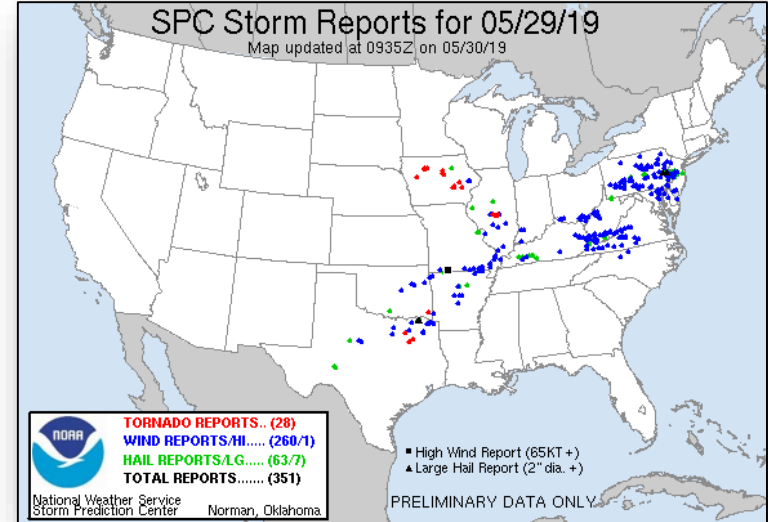 SPC Storm Reports for 05/29/19
Map updated at 0935Z on 05/30/19
NOAA
TORNADO REPORTS.. (28)
WIND REPORTS/HI..... (260/1)
HAIL REPORTS/LG..... (63/7)
TOTAL REPORTS....... (351)
National Weather Service
Storm Prediction Center Norman, Oklahoma
■ High Wind Report (65KT +)
▲ Large Hail Report (2" dia. +)
PRELIMINARY DATA ONLY